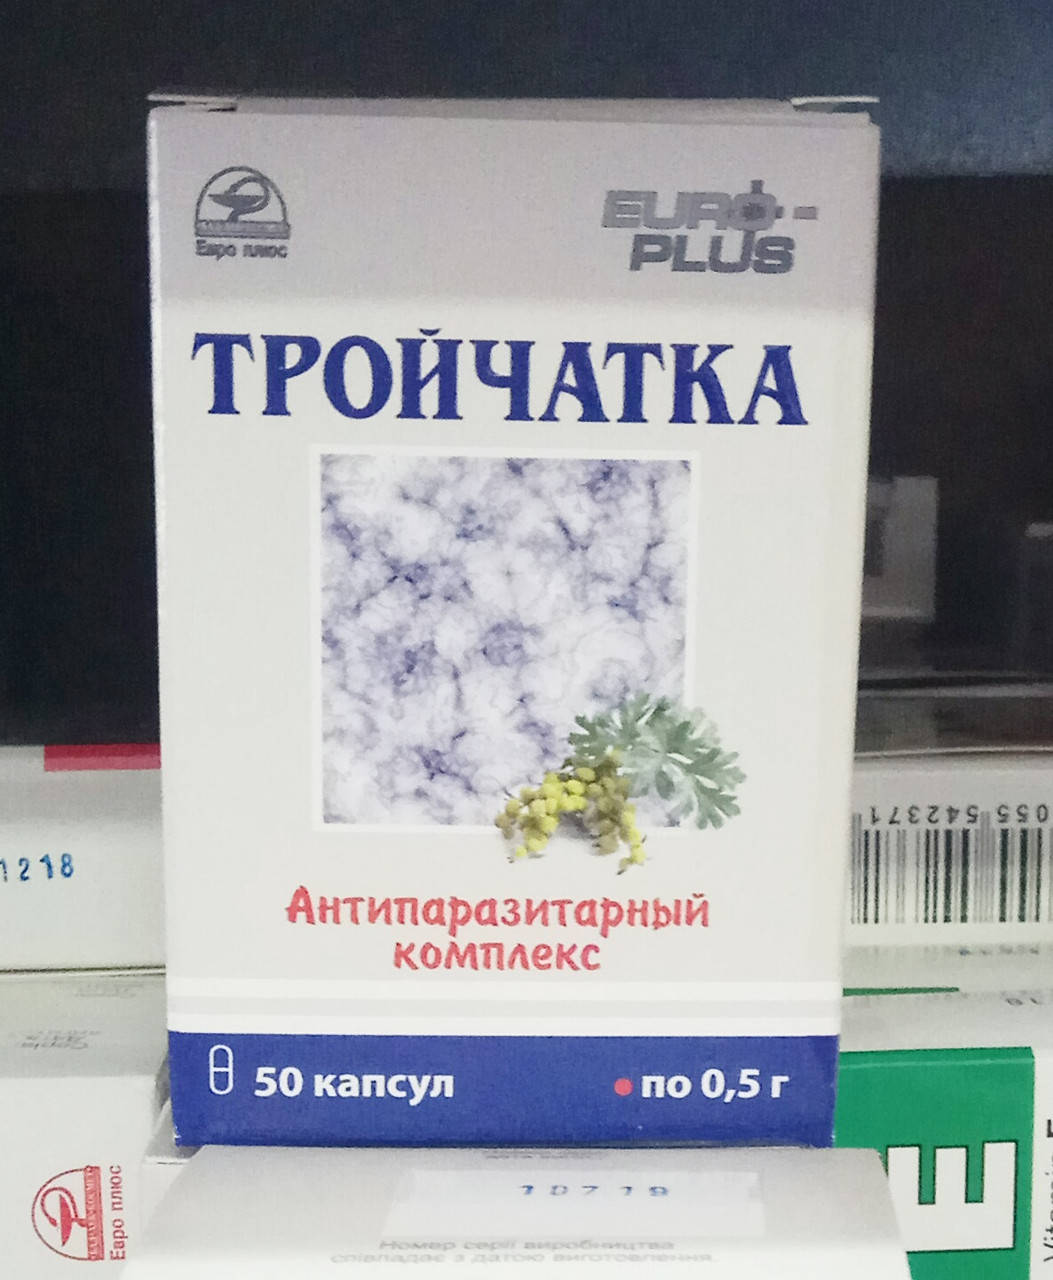 Евро плюс
EURO
PLUS
ТРОЙЧАТКА
Антипаразитарный
комплекс
50 капсул
по 0,5 г
1218
055 542371
Евро плюс
10719
Номер серії виробництва
співпадає з датою виготовлення.
E